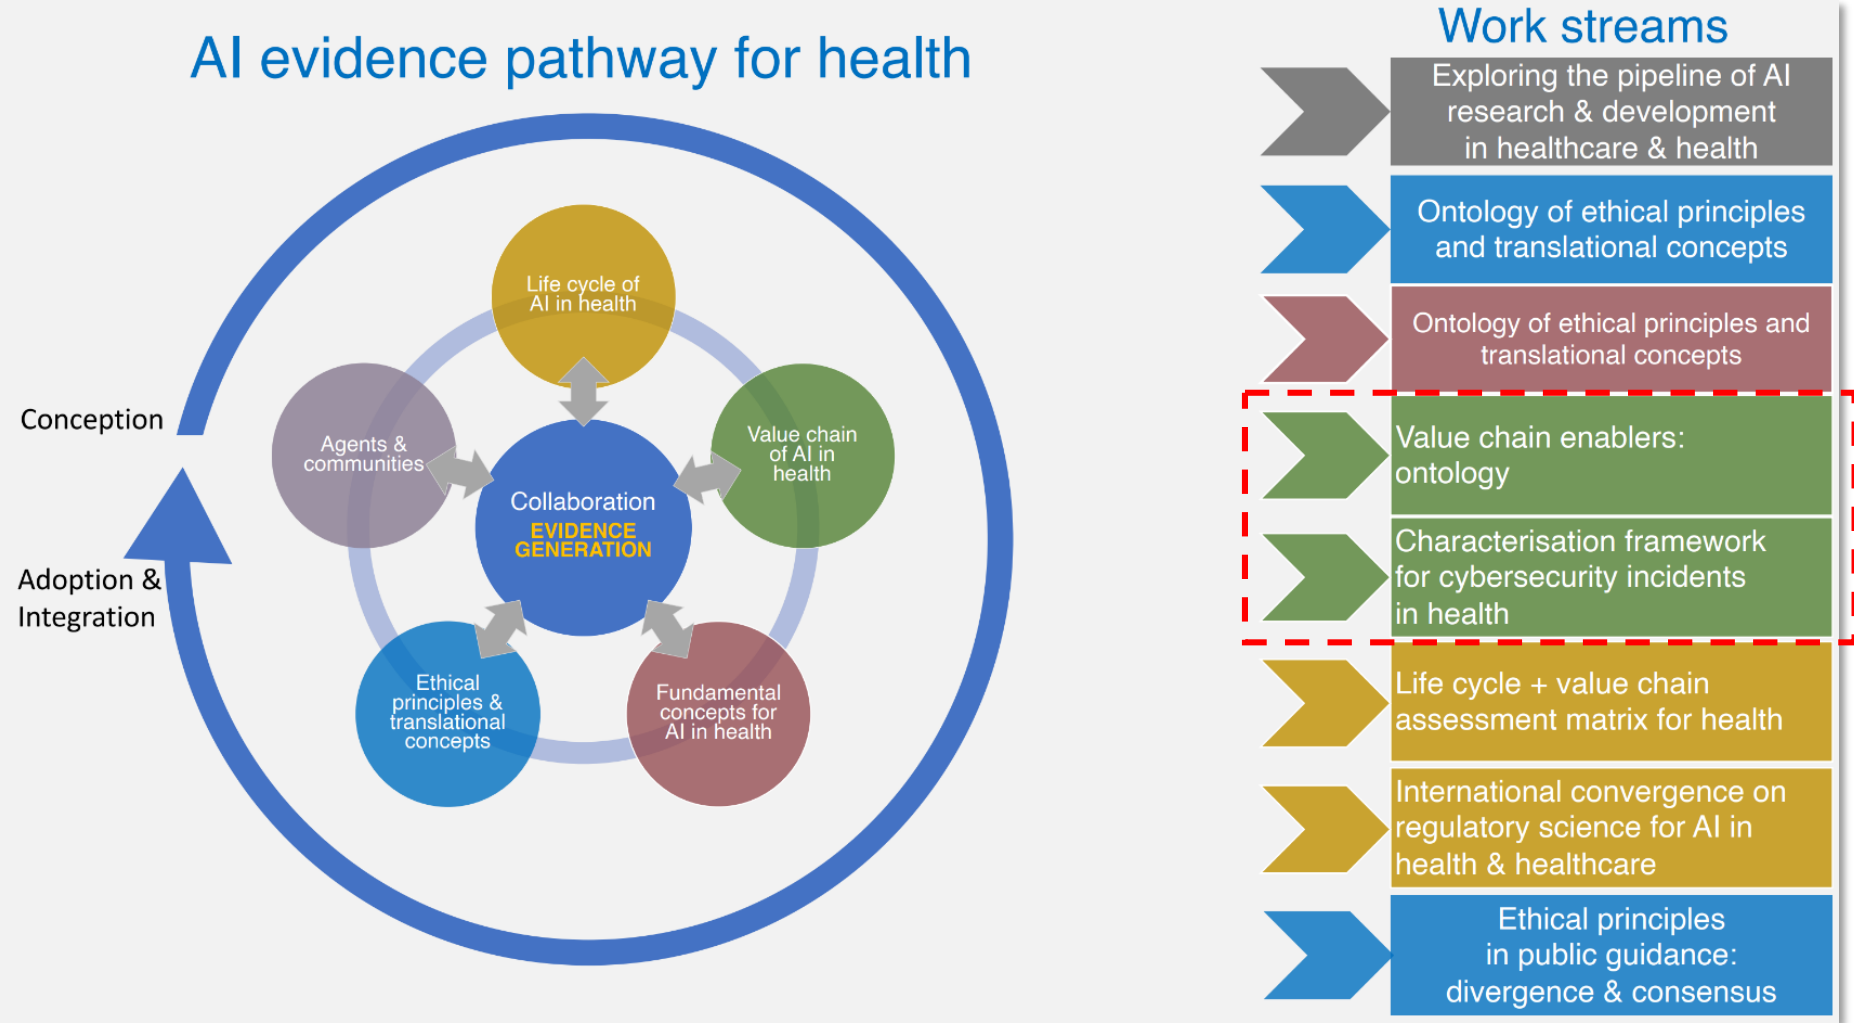 AI evidence pathway for health
Conception
Adoption &
Integration
Life cycle of
AI in health
Agents &
communities
Value chain
of AI in
health
Collaboration
EVIDENCE
GENERATION
Ethical
principles &
translational
concepts
Fundamental
concepts for
AI in health
Work streams
Exploring the pipeline of AI
research & development
in healthcare & health
Ontology of ethical principles
and translational concepts
Ontology of ethical principles and
translational concepts
Value chain enablers:
ontology
Characterisation framework
for cybersecurity incidents
in health
Life cycle + value chain
assessment matrix for health
International convergence on
regulatory science for AI in
health & healthcare
Ethical principles
in public guidance:
divergence & consensus